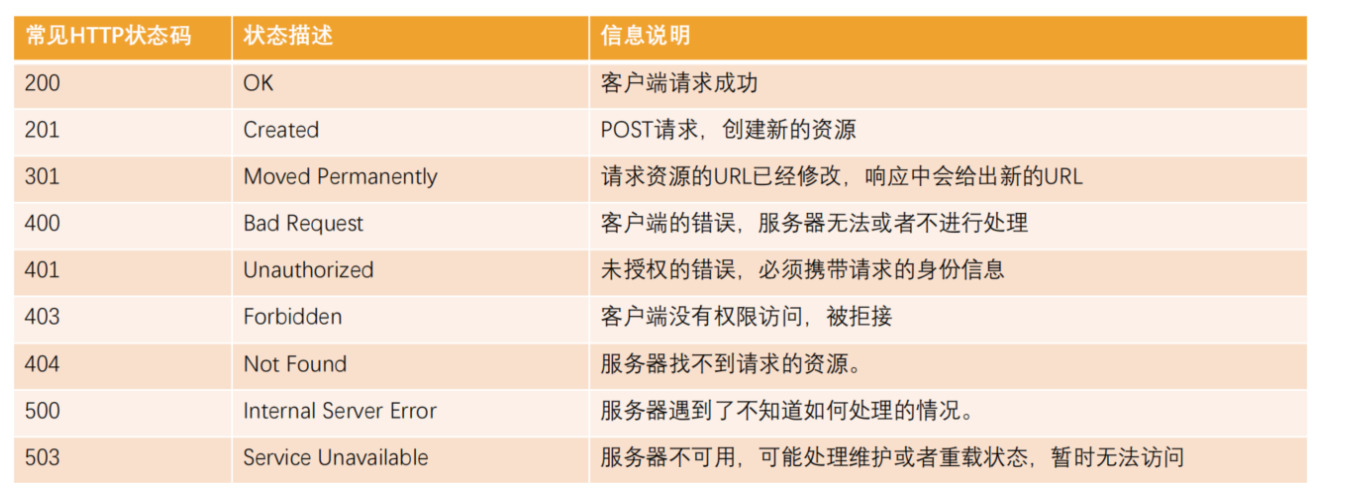 常见HTTP状态码 状态描述 信息说明
200 OK 客户端请求成功
201 Created POST请求，创建新的资源
301 Moved Permanently 请求资源的URL已经修改，响应中会给出新的URL
400 Bad Request 客户端的错误，服务器无法或者不进行处理
401 Unauthorized 未授权的错误，必须携带请求的身份信息
403 Forbidden 客户端没有权限访问，被拒接
404 Not Found 服务器找不到请求的资源。
500 Internal Server Error 服务器遇到了不知道如何处理的情况。
503 Service Unavailable 服务器不可用，可能处理维护或者重载状态，暂时无法访问